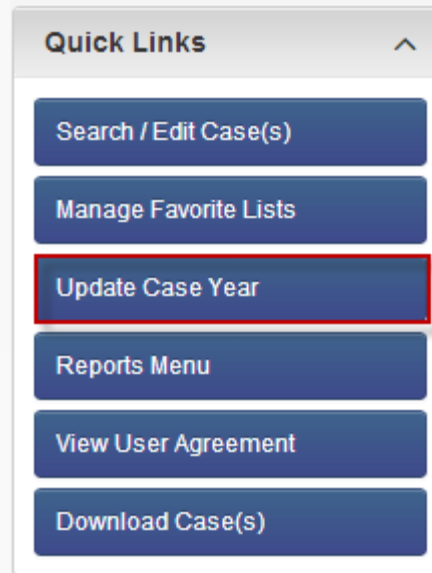 Quick Links
Search / Edit Case(s)
Manage Favorite Lists
Update Case Year
Reports Menu
View User Agreement
Download Case(s)